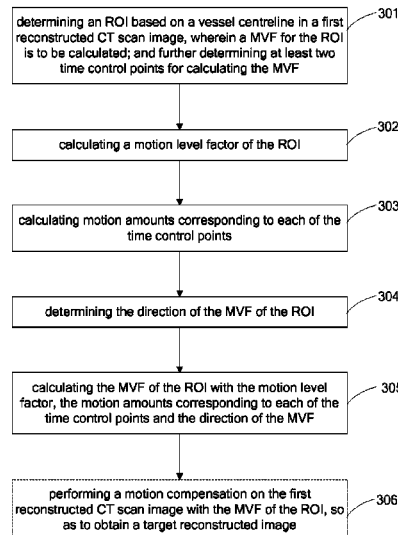 determining an ROI based on a vessel centreline in a first
reconstructed CT scan image, wherein a MVF for the ROI
is to be calculated; and further determining at least two
time control points for calculating the MVF
301
calculating a motion level factor of the ROI
302
calculating motion amounts corresponding to each of the
time control points
303
determining the direction of the MVF of the ROI
304
calculating the MVF of the ROI with the motion level
factor, the motion amounts corresponding to each of the
time control points and the direction of the MVF
305
performing a motion compensation on the first
reconstructed CT scan image with the MVF of the ROI, so
as to obtain a target reconstructed image
306